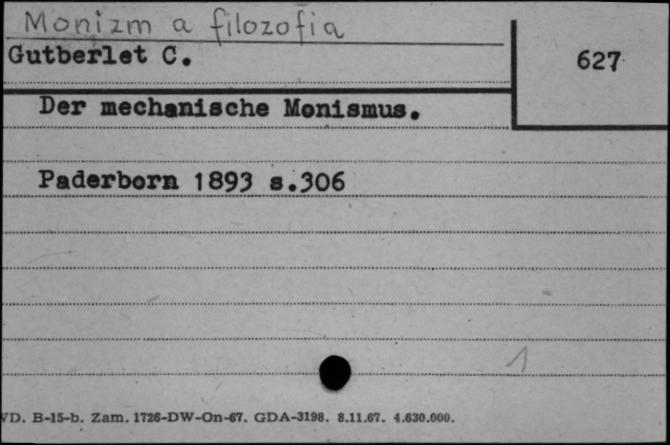 Monizm a filozofia
Gutberlet C.
627
Der mechanische Monismus.
Paderborn 1893 s.306
1
VD. B-15-b. Zam. 1726-DW-On-67. GDA-3198. 8.11.67. 4.630.000.